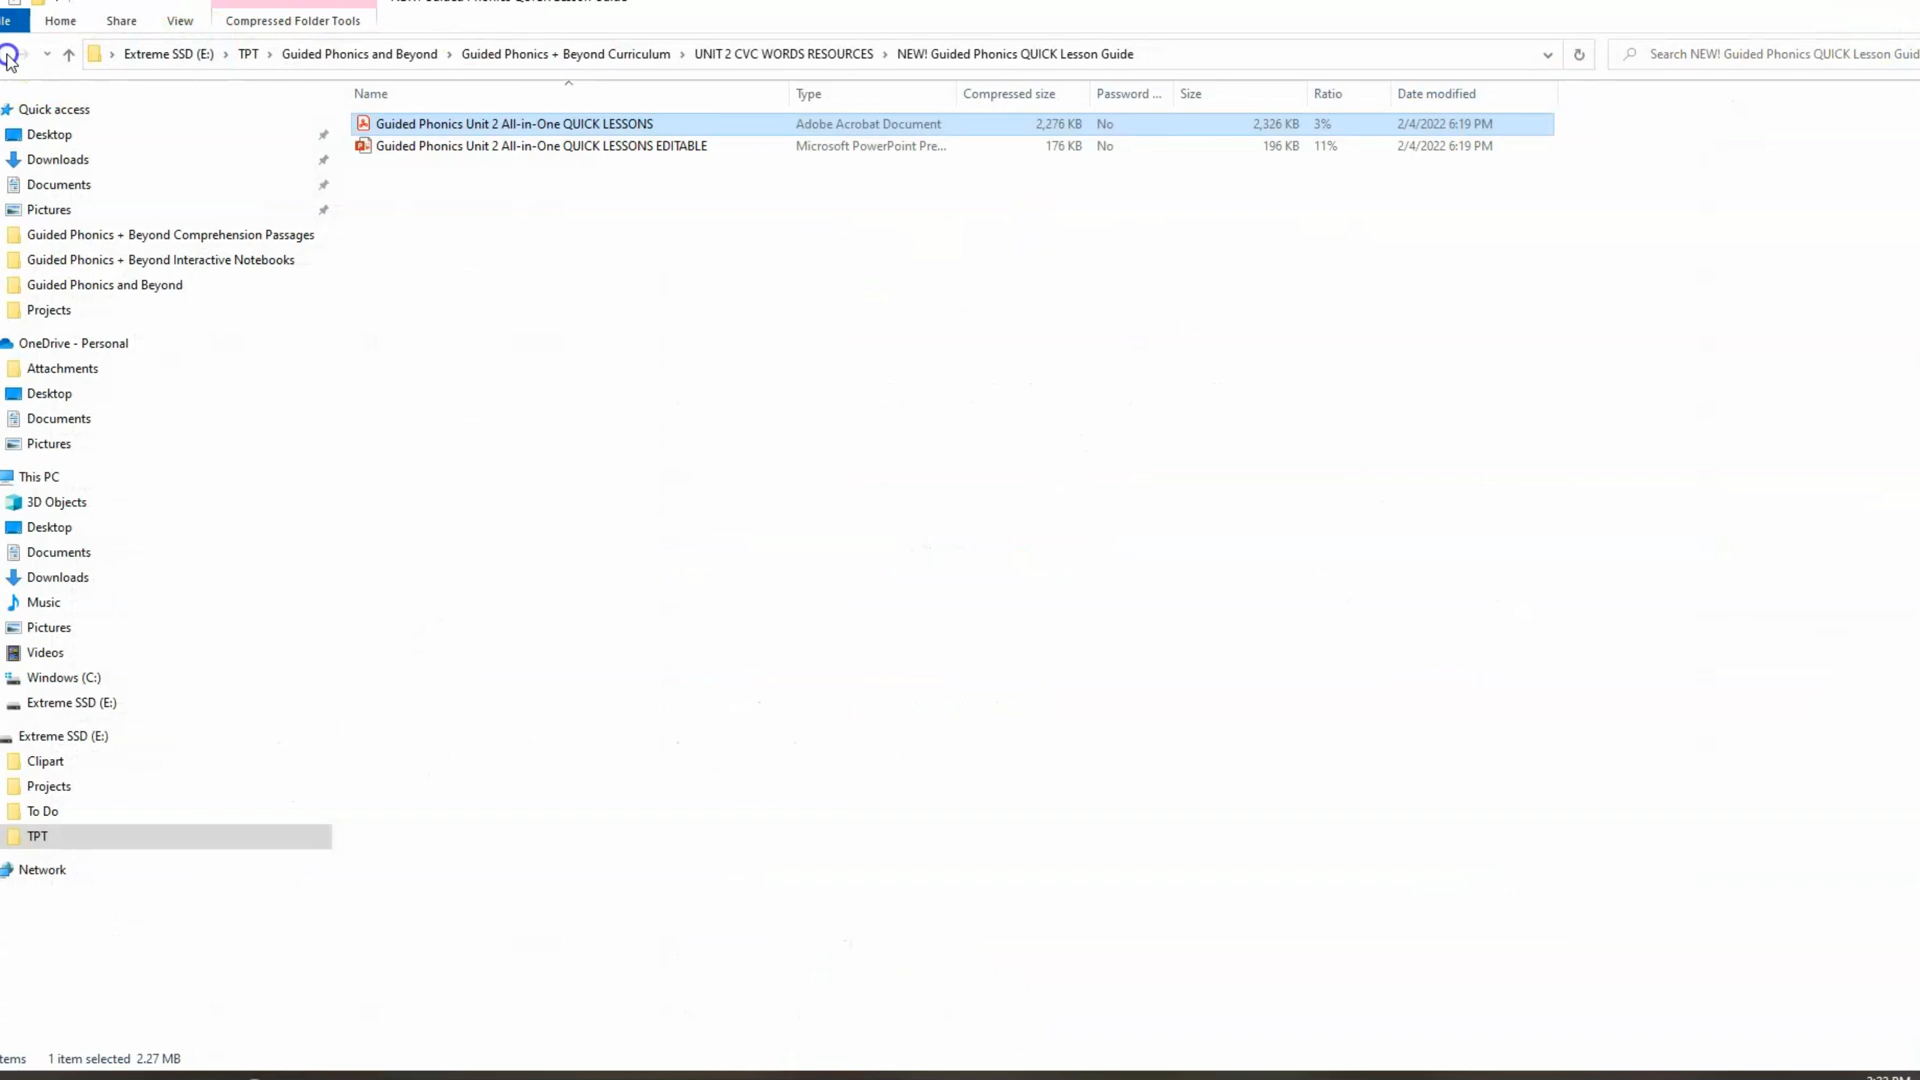 Home Share View Compressed Folder Tools
Extreme SSD (E:) › TPT › Guided Phonics and Beyond › Guided Phonics + Beyond Curriculum › UNIT 2 CVC WORDS RESOURCES › NEW! Guided Phonics QUICK Lesson Guide
Search NEW! Guided Phonics QUICK Lesson Guid
Name Type Compressed size Password ... Size Ratio Date modified
Guided Phonics Unit 2 All-in-One QUICK LESSONS Adobe Acrobat Document 2,276 KB No 2,326 KB 3% 2/4/2022 6:19 PM
Guided Phonics Unit 2 All-in-One QUICK LESSONS EDITABLE Microsoft PowerPoint Pre... 176 KB No 196 KB 11% 2/4/2022 6:19 PM
Quick access
Desktop
Downloads
Documents
Pictures
Guided Phonics + Beyond Comprehension Passages
Guided Phonics + Beyond Interactive Notebooks
Guided Phonics and Beyond
Projects
OneDrive - Personal
Attachments
Desktop
Documents
Pictures
This PC
3D Objects
Desktop
Documents
Downloads
Music
Pictures
Videos
Windows (C:)
Extreme SSD (E:)
Extreme SSD (E:)
Clipart
Projects
To Do
TPT
Network
tems 1 item selected 2.27 MB